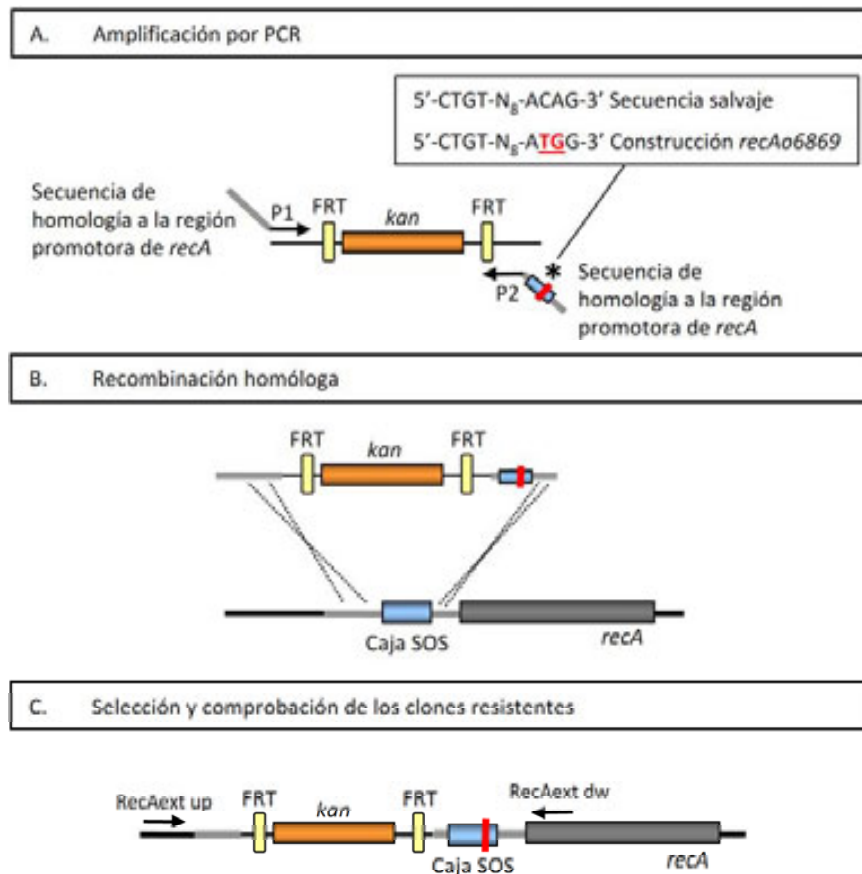 A. Amplificación por PCR
5′-CTGT-N8-ACAG-3′ Secuencia salvaje
5′-CTGT-N8-ATGG-3′ Construcción recAo6869
Secuencia de
homología a la región
promotora de recA
P1
FRT
kan
FRT
P2
*
Secuencia de
homología a la región
promotora de recA
B. Recombinación homóloga
FRT
kan
FRT
Caja SOS
recA
C. Selección y comprobación de los clones resistentes
RecAext up
FRT
kan
FRT
RecAext dw
Caja SOS
recA